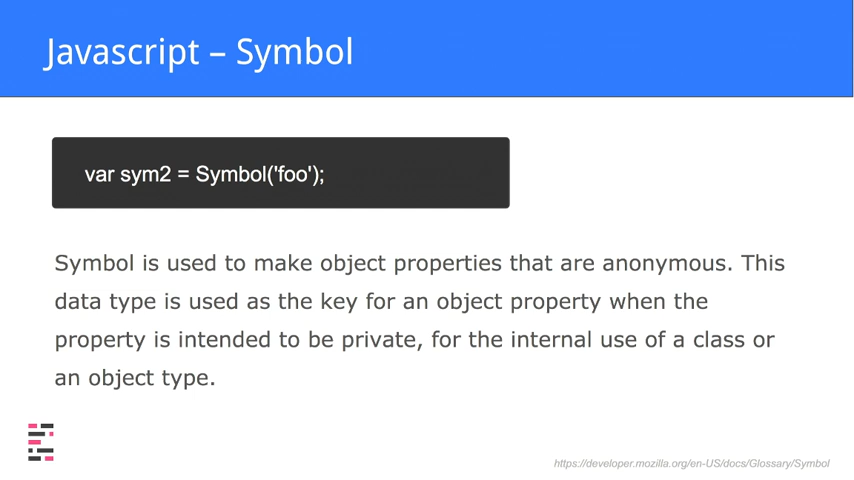 Javascript – Symbol
var sym2 = Symbol('foo');
Symbol is used to make object properties that are anonymous. This
data type is used as the key for an object property when the
property is intended to be private, for the internal use of a class or
an object type.
https://developer.mozilla.org/en-US/docs/Glossary/Symbol